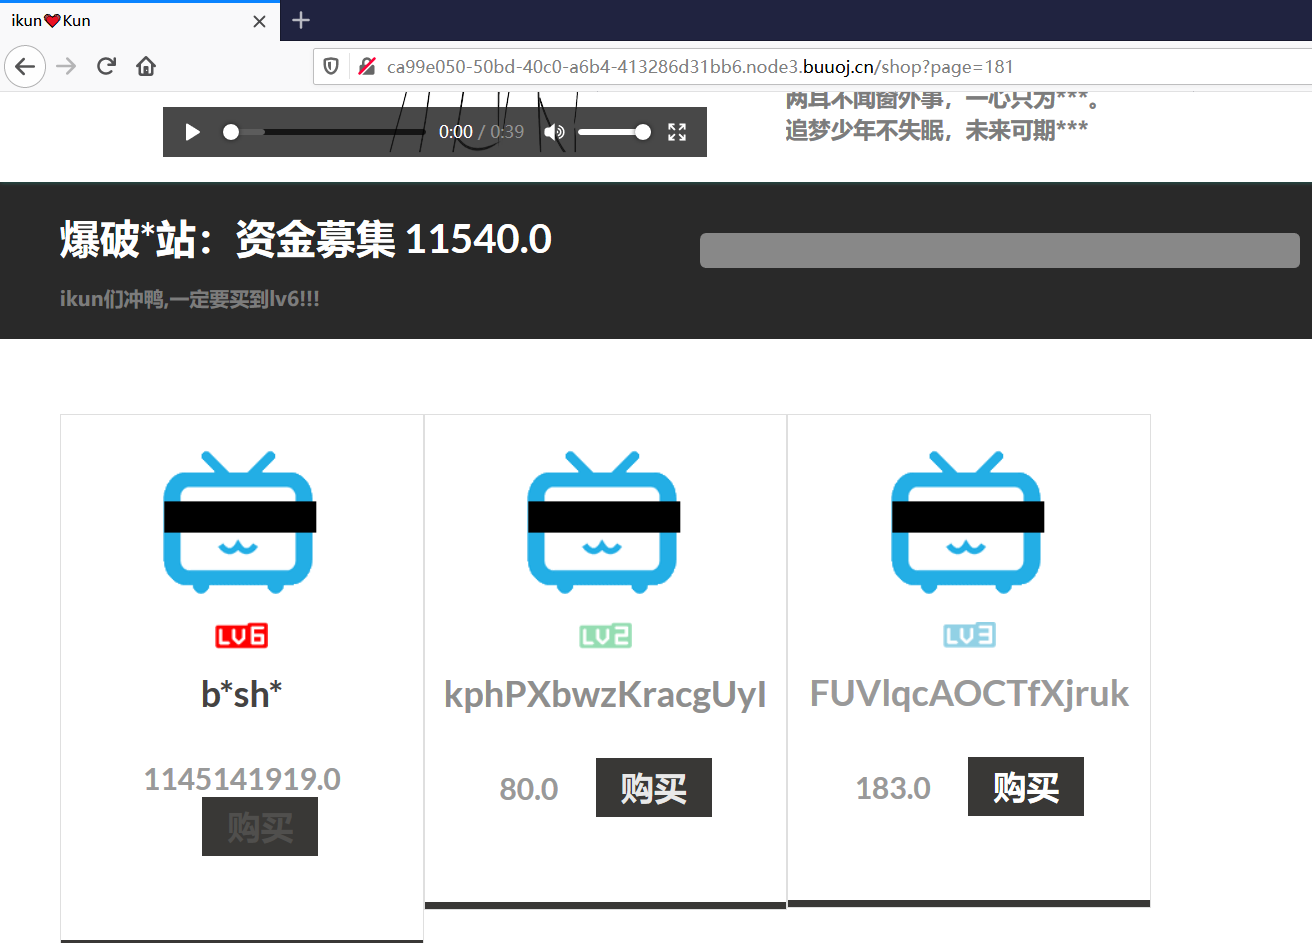 ikun❤Kun
ca99e050-50bd-40c0-a6b4-413286d31bb6.node3.buuoj.cn/shop?page=181
两耳不闻窗外事，一心只为***。
0:00 / 0:39
追梦少年不失眠，未来可期***
爆破*站：资金募集 11540.0
ikun们冲鸭,一定要买到lv6!!!
LV6
LV2
LV3
b*sh*
kphPXbwzKracgUyI
FUVlqcAOCTfXjruk
1145141919.0
购买
80.0 购买
183.0 购买